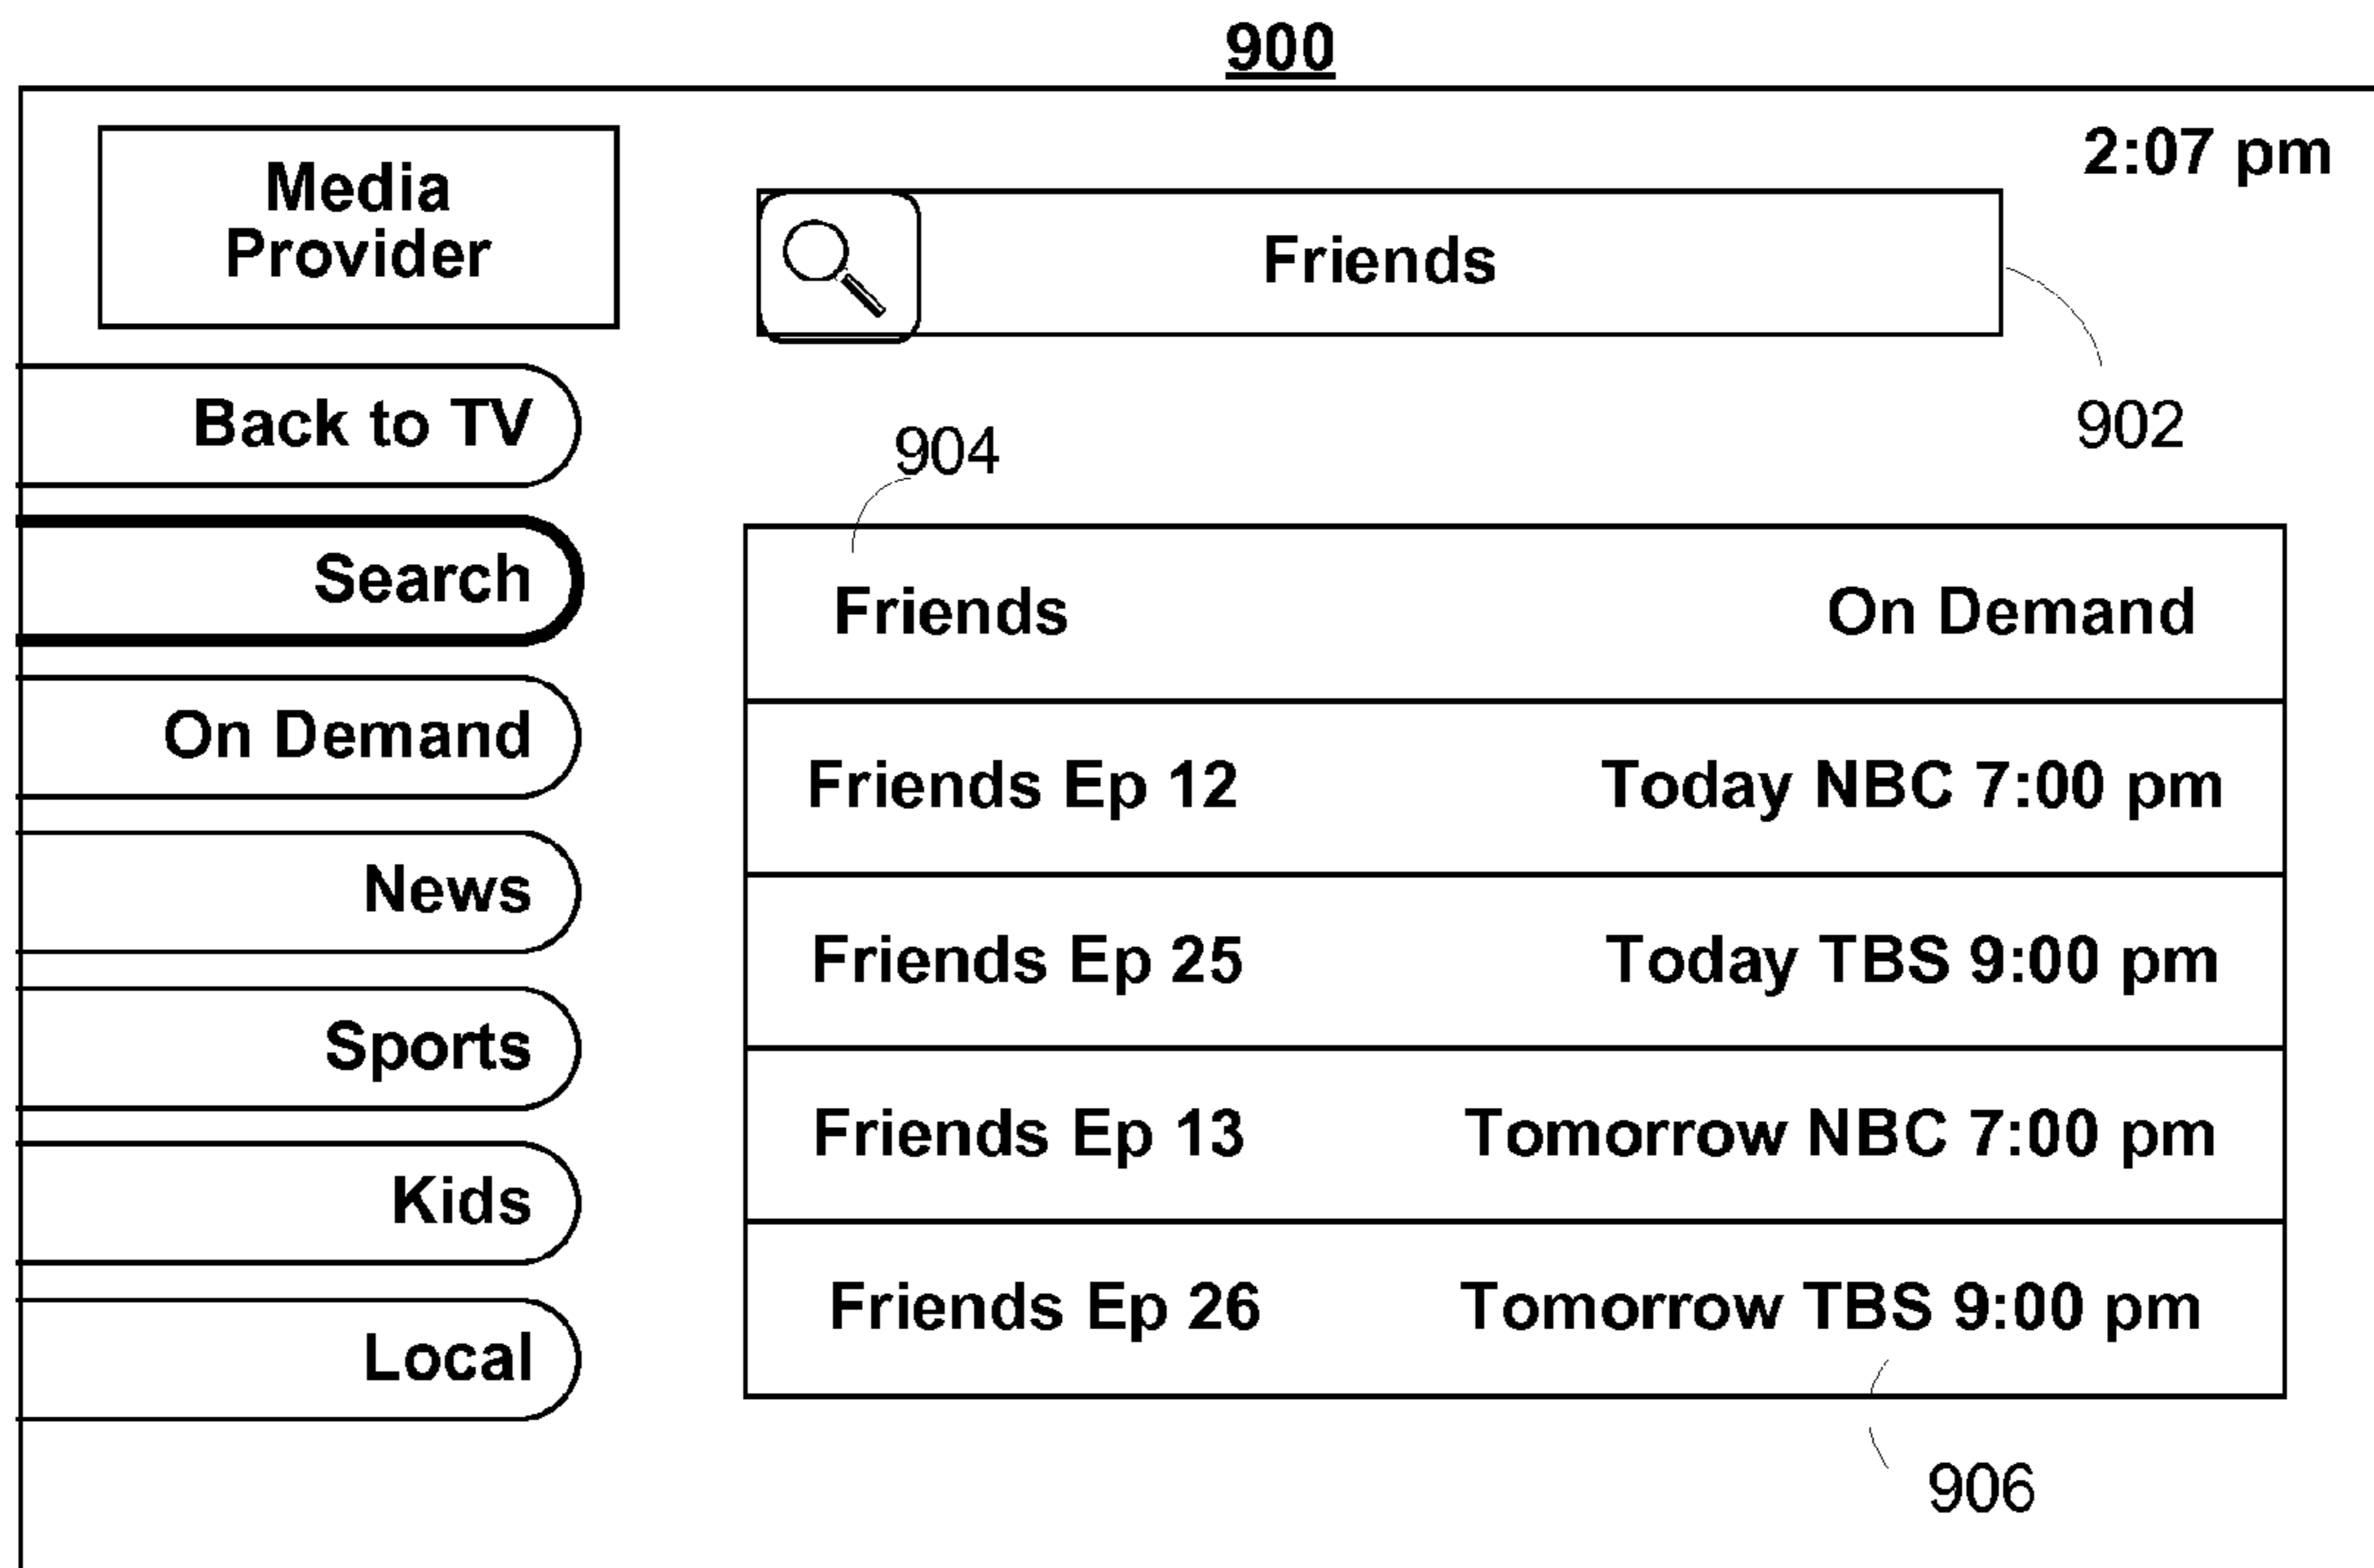 900
2:07 pm
Media
Provider
Friends
902
Back to TV
904
Search
Friends On Demand
On Demand
Friends Ep 12 Today NBC 7:00 pm
News
Friends Ep 25 Today TBS 9:00 pm
Sports
Friends Ep 13 Tomorrow NBC 7:00 pm
Kids
Friends Ep 26 Tomorrow TBS 9:00 pm
Local
906